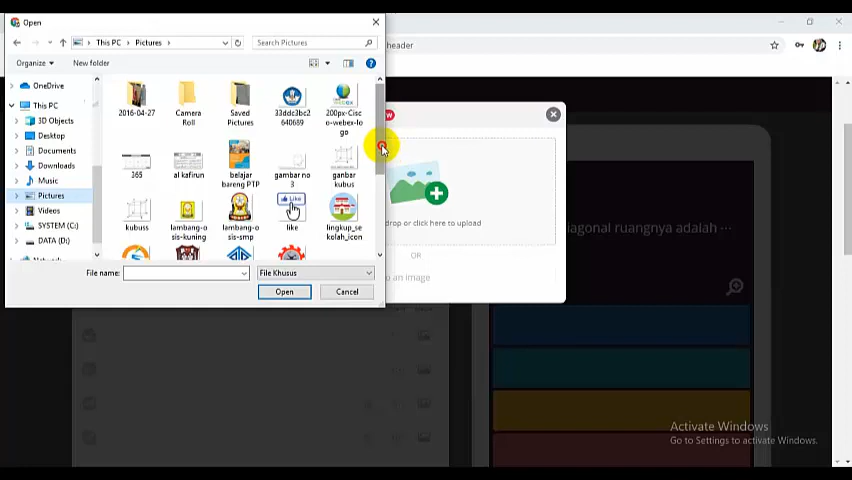 Open
This PC
Pictures
Search Pictures
header
Organize
New folder
OneDrive
This PC
3D Objects
Desktop
Documents
Downloads
Music
Pictures
Videos
SYSTEM (C:)
DATA (D:)
2016-04-27
Camera
Roll
Saved
Pictures
33ddc3bc2
640689
200px-Cisc
o-webex-lo
go
365
al kafirun
belajar
bareng PTP
gambar no
3
ganbar
kubus
kubuss
lambang-o
sis-kuning
lambang-o
sis-smp
Like
like
lingkup_se
kolah_icon
File name:
File Khusus
Open
Cancel
drop or click here to upload
OR
o an image
iagonal ruangnya adalah ···
Activate Windows
Go to Settings to activate Windows.